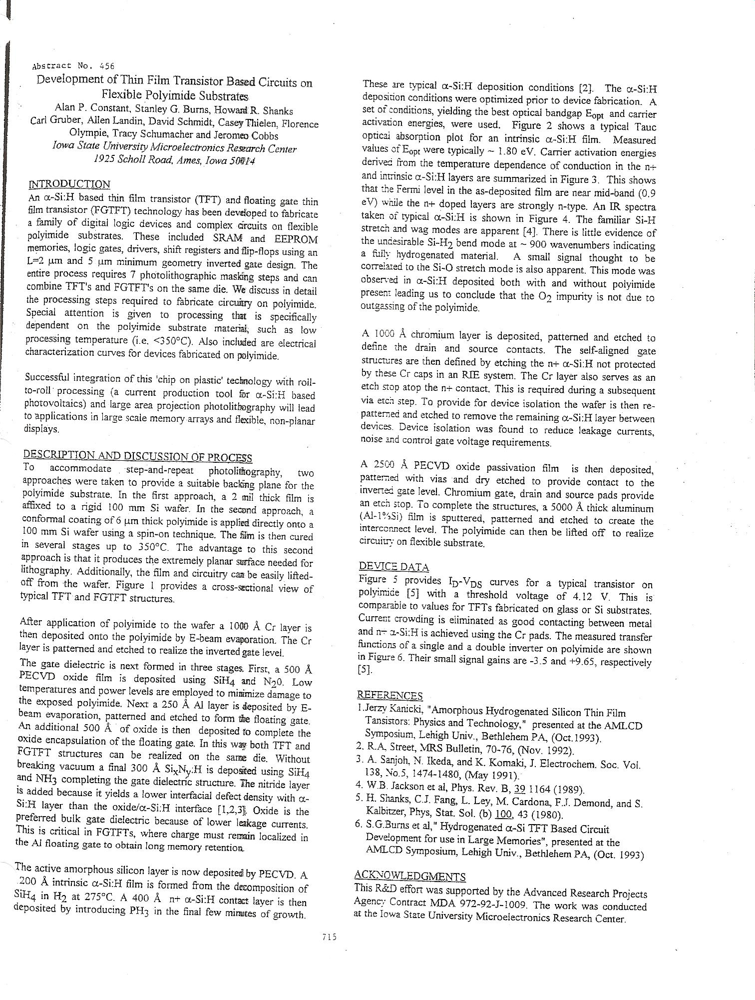 Abstract No. 456
Development of Thin Film Transistor Based Circuits on
Flexible Polyimide Substrates
Alan P. Constant, Stanley G. Burns, Howard R. Shanks
Carl Gruber, Allen Landin, David Schmidt, Casey Thielen, Florence
Olympie, Tracy Schumacher and Jeromeo Cobbs
Iowa State University Microelectronics Research Center
1925 Scholl Road, Ames, Iowa 50014
INTRODUCTION
An α-Si:H based thin film transistor (TFT) and floating gate thin
film transistor (FGTFT) technology has been developed to fabricate
a family of digital logic devices and complex circuits on flexible
polyimide substrates. These included SRAM and EEPROM
memories, logic gates, drivers, shift registers and flip-flops using an
L=2 μm and 5 μm minimum geometry inverted gate design. The
entire process requires 7 photolithographic masking steps and can
combine TFT's and FGTFT's on the same die. We discuss in detail
the processing steps required to fabricate circuitry on polyimide.
Special attention is given to processing that is specifically
dependent on the polyimide substrate material, such as low
processing temperature (i.e. <350°C). Also included are electrical
characterization curves for devices fabricated on polyimide.
Successful integration of this 'chip on plastic' technology with roll-
to-roll processing (a current production tool for α-Si:H based
photovoltaics) and large area projection photolithography will lead
to applications in large scale memory arrays and flexible, non-planar
displays.
DESCRIPTION AND DISCUSSION OF PROCESS
To accommodate step-and-repeat photolithography, two
approaches were taken to provide a suitable backing plane for the
polyimide substrate. In the first approach, a 2 mil thick film is
affixed to a rigid 100 mm Si wafer. In the second approach, a
conformal coating of 6 μm thick polyimide is applied directly onto a
100 mm Si wafer using a spin-on technique. The film is then cured
in several stages up to 350°C. The advantage to this second
approach is that it produces the extremely planar surface needed for
lithography. Additionally, the film and circuitry can be easily lifted-
off from the wafer. Figure 1 provides a cross-sectional view of
typical TFT and FGTFT structures.
After application of polyimide to the wafer a 1000 Å Cr layer is
then deposited onto the polyimide by E-beam evaporation. The Cr
layer is patterned and etched to realize the inverted gate level.
The gate dielectric is next formed in three stages. First, a 500 Å
PECVD oxide film is deposited using SiH4 and N20. Low
temperatures and power levels are employed to minimize damage to
the exposed polyimide. Next a 250 Å Al layer is deposited by E-
beam evaporation, patterned and etched to form the floating gate.
An additional 500 Å of oxide is then deposited to complete the
oxide encapsulation of the floating gate. In this way both TFT and
FGTFT structures can be realized on the same die. Without
breaking vacuum a final 300 Å SixNy:H is deposited using SiH4
and NH3 completing the gate dielectric structure. The nitride layer
is added because it yields a lower interfacial defect density with α-
Si:H layer than the oxide/α-Si:H interface [1,2,3]. Oxide is the
preferred bulk gate dielectric because of lower leakage currents.
This is critical in FGTFTs, where charge must remain localized in
the Al floating gate to obtain long memory retention.
The active amorphous silicon layer is now deposited by PECVD. A
200 Å intrinsic α-Si:H film is formed from the decomposition of
SiH4 in H2 at 275°C. A 400 Å n+ α-Si:H contact layer is then
deposited by introducing PH3 in the final few minutes of growth.
These are typical α-Si:H deposition conditions [2]. The α-Si:H
deposition conditions were optimized prior to device fabrication. A
set of conditions, yielding the best optical bandgap Eopt and carrier
activation energies, were used. Figure 2 shows a typical Tauc
optical absorption plot for an intrinsic α-Si:H film. Measured
values of Eopt were typically ~ 1.80 eV. Carrier activation energies
derived from the temperature dependence of conduction in the n+
and intrinsic α-Si:H layers are summarized in Figure 3. This shows
that the Fermi level in the as-deposited film are near mid-band (0.9
eV) while the n+ doped layers are strongly n-type. An IR spectra
taken of typical α-Si:H is shown in Figure 4. The familiar Si-H
stretch and wag modes are apparent [4]. There is little evidence of
the undesirable Si-H2 bend mode at ~ 900 wavenumbers indicating
a fully hydrogenated material. A small signal thought to be
correlated to the Si-O stretch mode is also apparent. This mode was
observed in α-Si:H deposited both with and without polyimide
present leading us to conclude that the O2 impurity is not due to
outgassing of the polyimide.
A 1000 Å chromium layer is deposited, patterned and etched to
define the drain and source contacts. The self-aligned gate
structures are then defined by etching the n+ α-Si:H not protected
by these Cr caps in an RIE system. The Cr layer also serves as an
etch stop atop the n+ contact. This is required during a subsequent
via etch step. To provide for device isolation the wafer is then re-
patterned and etched to remove the remaining α-Si:H layer between
devices. Device isolation was found to reduce leakage currents,
noise and control gate voltage requirements.
A 2500 Å PECVD oxide passivation film is then deposited,
patterned with vias and dry etched to provide contact to the
inverted gate level. Chromium gate, drain and source pads provide
an etch stop. To complete the structures, a 5000 Å thick aluminum
(Al-1%Si) film is sputtered, patterned and etched to create the
interconnect level. The polyimide can then be lifted off to realize
circuitry on flexible substrate.
DEVICE DATA
Figure 5 provides ID-VDS curves for a typical transistor on
polyimide [5] with a threshold voltage of 4.12 V. This is
comparable to values for TFTs fabricated on glass or Si substrates.
Current crowding is eliminated as good contacting between metal
and n+ α-Si:H is achieved using the Cr pads. The measured transfer
functions of a single and a double inverter on polyimide are shown
in Figure 6. Their small signal gains are -3.5 and +9.65, respectively
[5].
REFERENCES
1.Jerzy Kanicki, "Amorphous Hydrogenated Silicon Thin Film
Tansistors: Physics and Technology," presented at the AMLCD
Symposium, Lehigh Univ., Bethlehem PA, (Oct.1993).
2. R.A. Street, MRS Bulletin, 70-76, (Nov. 1992).
3. A. Sanjoh, N. Ikeda, and K. Komaki, J. Electrochem. Soc. Vol.
138, No.5, 1474-1480, (May 1991).
4. W.B. Jackson et al, Phys. Rev. B, 39 1164 (1989).
5. H. Shanks, C.J. Fang, L. Ley, M. Cardona, F.J. Demond, and S.
Kalbitzer, Phys, Stat. Sol. (b) 100, 43 (1980).
6. S.G.Burns et al," Hydrogenated α-Si TFT Based Circuit
Development for use in Large Memories", presented at the
AMLCD Symposium, Lehigh Univ., Bethlehem PA, (Oct. 1993)
ACKNOWLEDGMENTS
This R&D effort was supported by the Advanced Research Projects
Agency Contract MDA 972-92-J-1009. The work was conducted
at the Iowa State University Microelectronics Research Center.
715